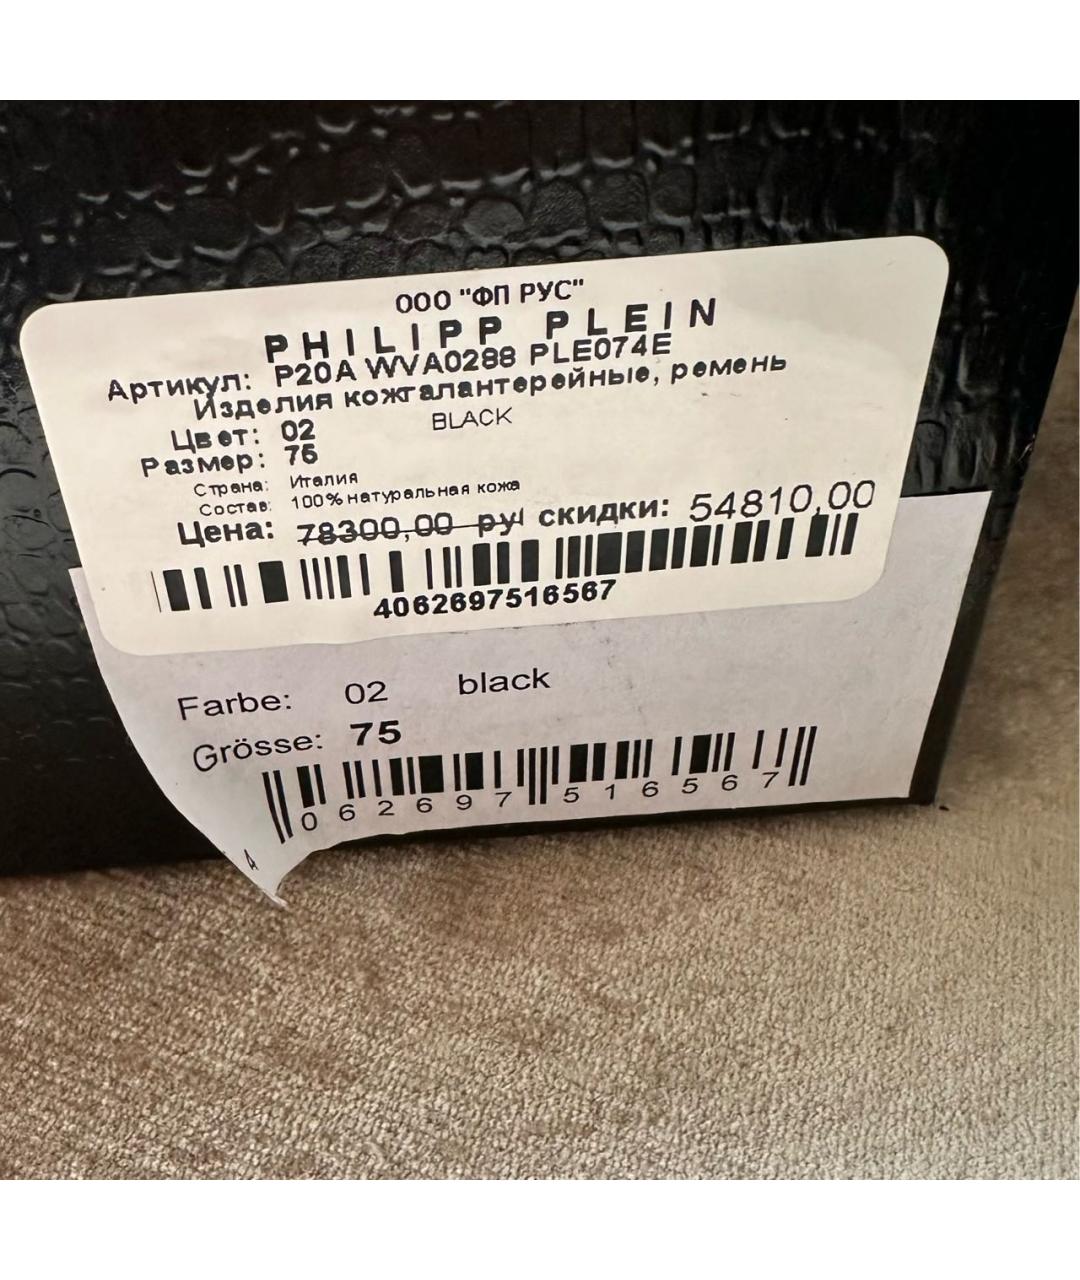 ООО "ФП РУС"
PHILIPP PLEIN
Артикул: P20A WVA0288 PLE074E
Изделия кожгалантерейные, ремень
Цвет: 02 BLACK
Размер: 75
Страна: Италия
Состав: 100% натуральная кожа
Цена: 78300,00 ру скидки: 54810,00
4062697516567
Farbe: 02 black
Grösse: 75
062697 516567